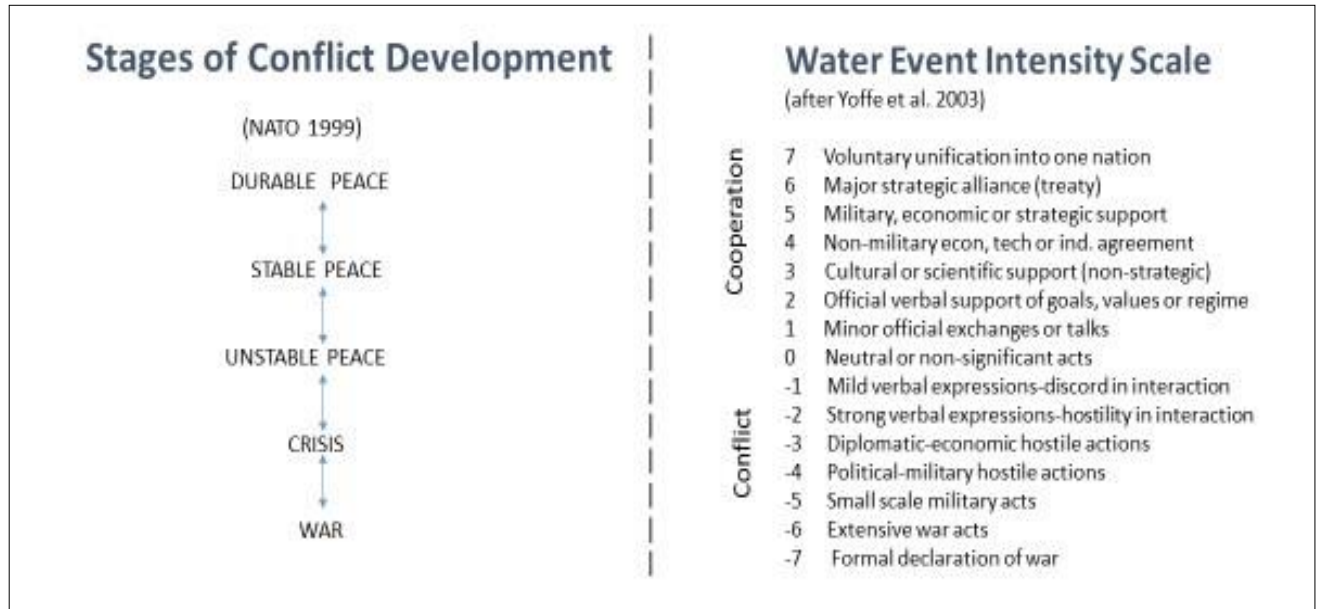 Stages of Conflict Development
(NATO 1999)
DURABLE PEACE
STABLE PEACE
UNSTABLE PEACE
CRISIS
WAR
Water Event Intensity Scale
(after Yoffe et al. 2003)
Cooperation
Conflict
7 Voluntary unification into one nation
6 Major strategic alliance (treaty)
5 Military, economic or strategic support
4 Non-military econ, tech or ind. agreement
3 Cultural or scientific support (non-strategic)
2 Official verbal support of goals, values or regime
1 Minor official exchanges or talks
0 Neutral or non-significant acts
-1 Mild verbal expressions-discord in interaction
-2 Strong verbal expressions-hostility in interaction
-3 Diplomatic-economic hostile actions
-4 Political-military hostile actions
-5 Small scale military acts
-6 Extensive war acts
-7 Formal declaration of war